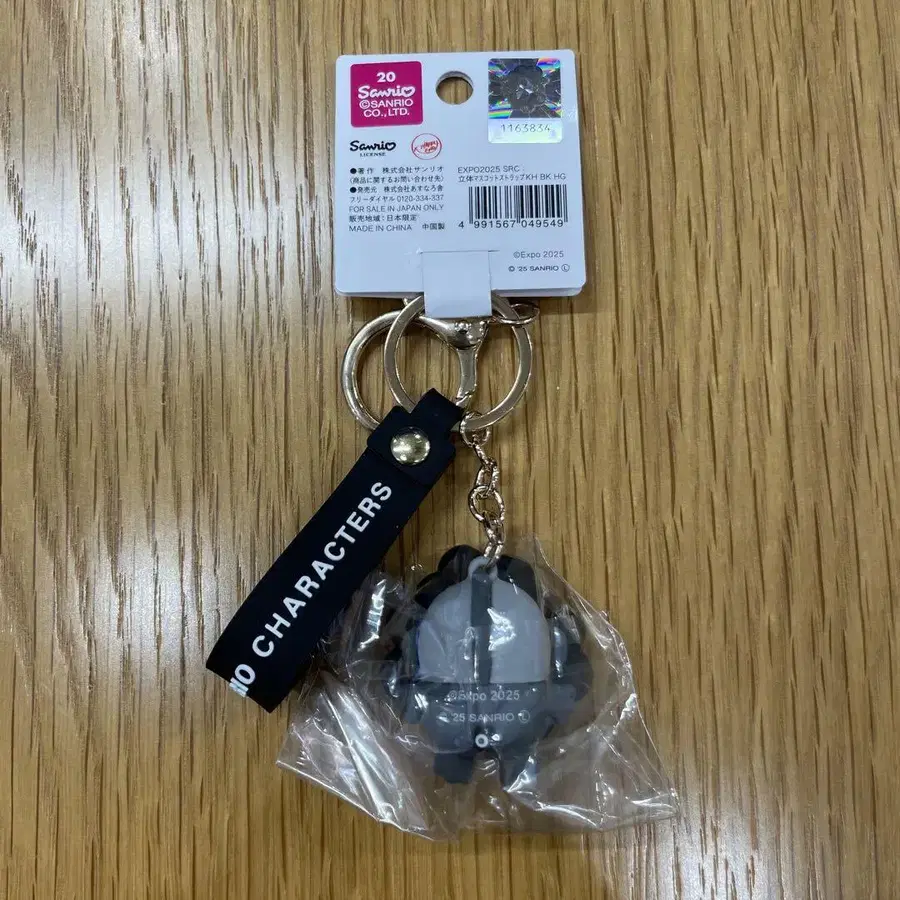 20
Sanrio
©SANRIO
CO.,LTD.
1163834
Sanrio
LICENSE
●著作 株式会社サンリオ
(商品に関するお問い合わせ先)
●発売元 株式会社あすなろ舎
フリーダイヤル 0120-334-337
FOR SALE IN JAPAN ONLY
販売地域:日本限定
MADE IN CHINA 中国製
EXPO2025 SRC
立体マスコットストラップKH BK HG
4 991567 049549
©Expo 2025
© '25 SANRIO Ⓛ
IO CHARACTERS
©Expo 2025
25 SANRIO Ⓛ